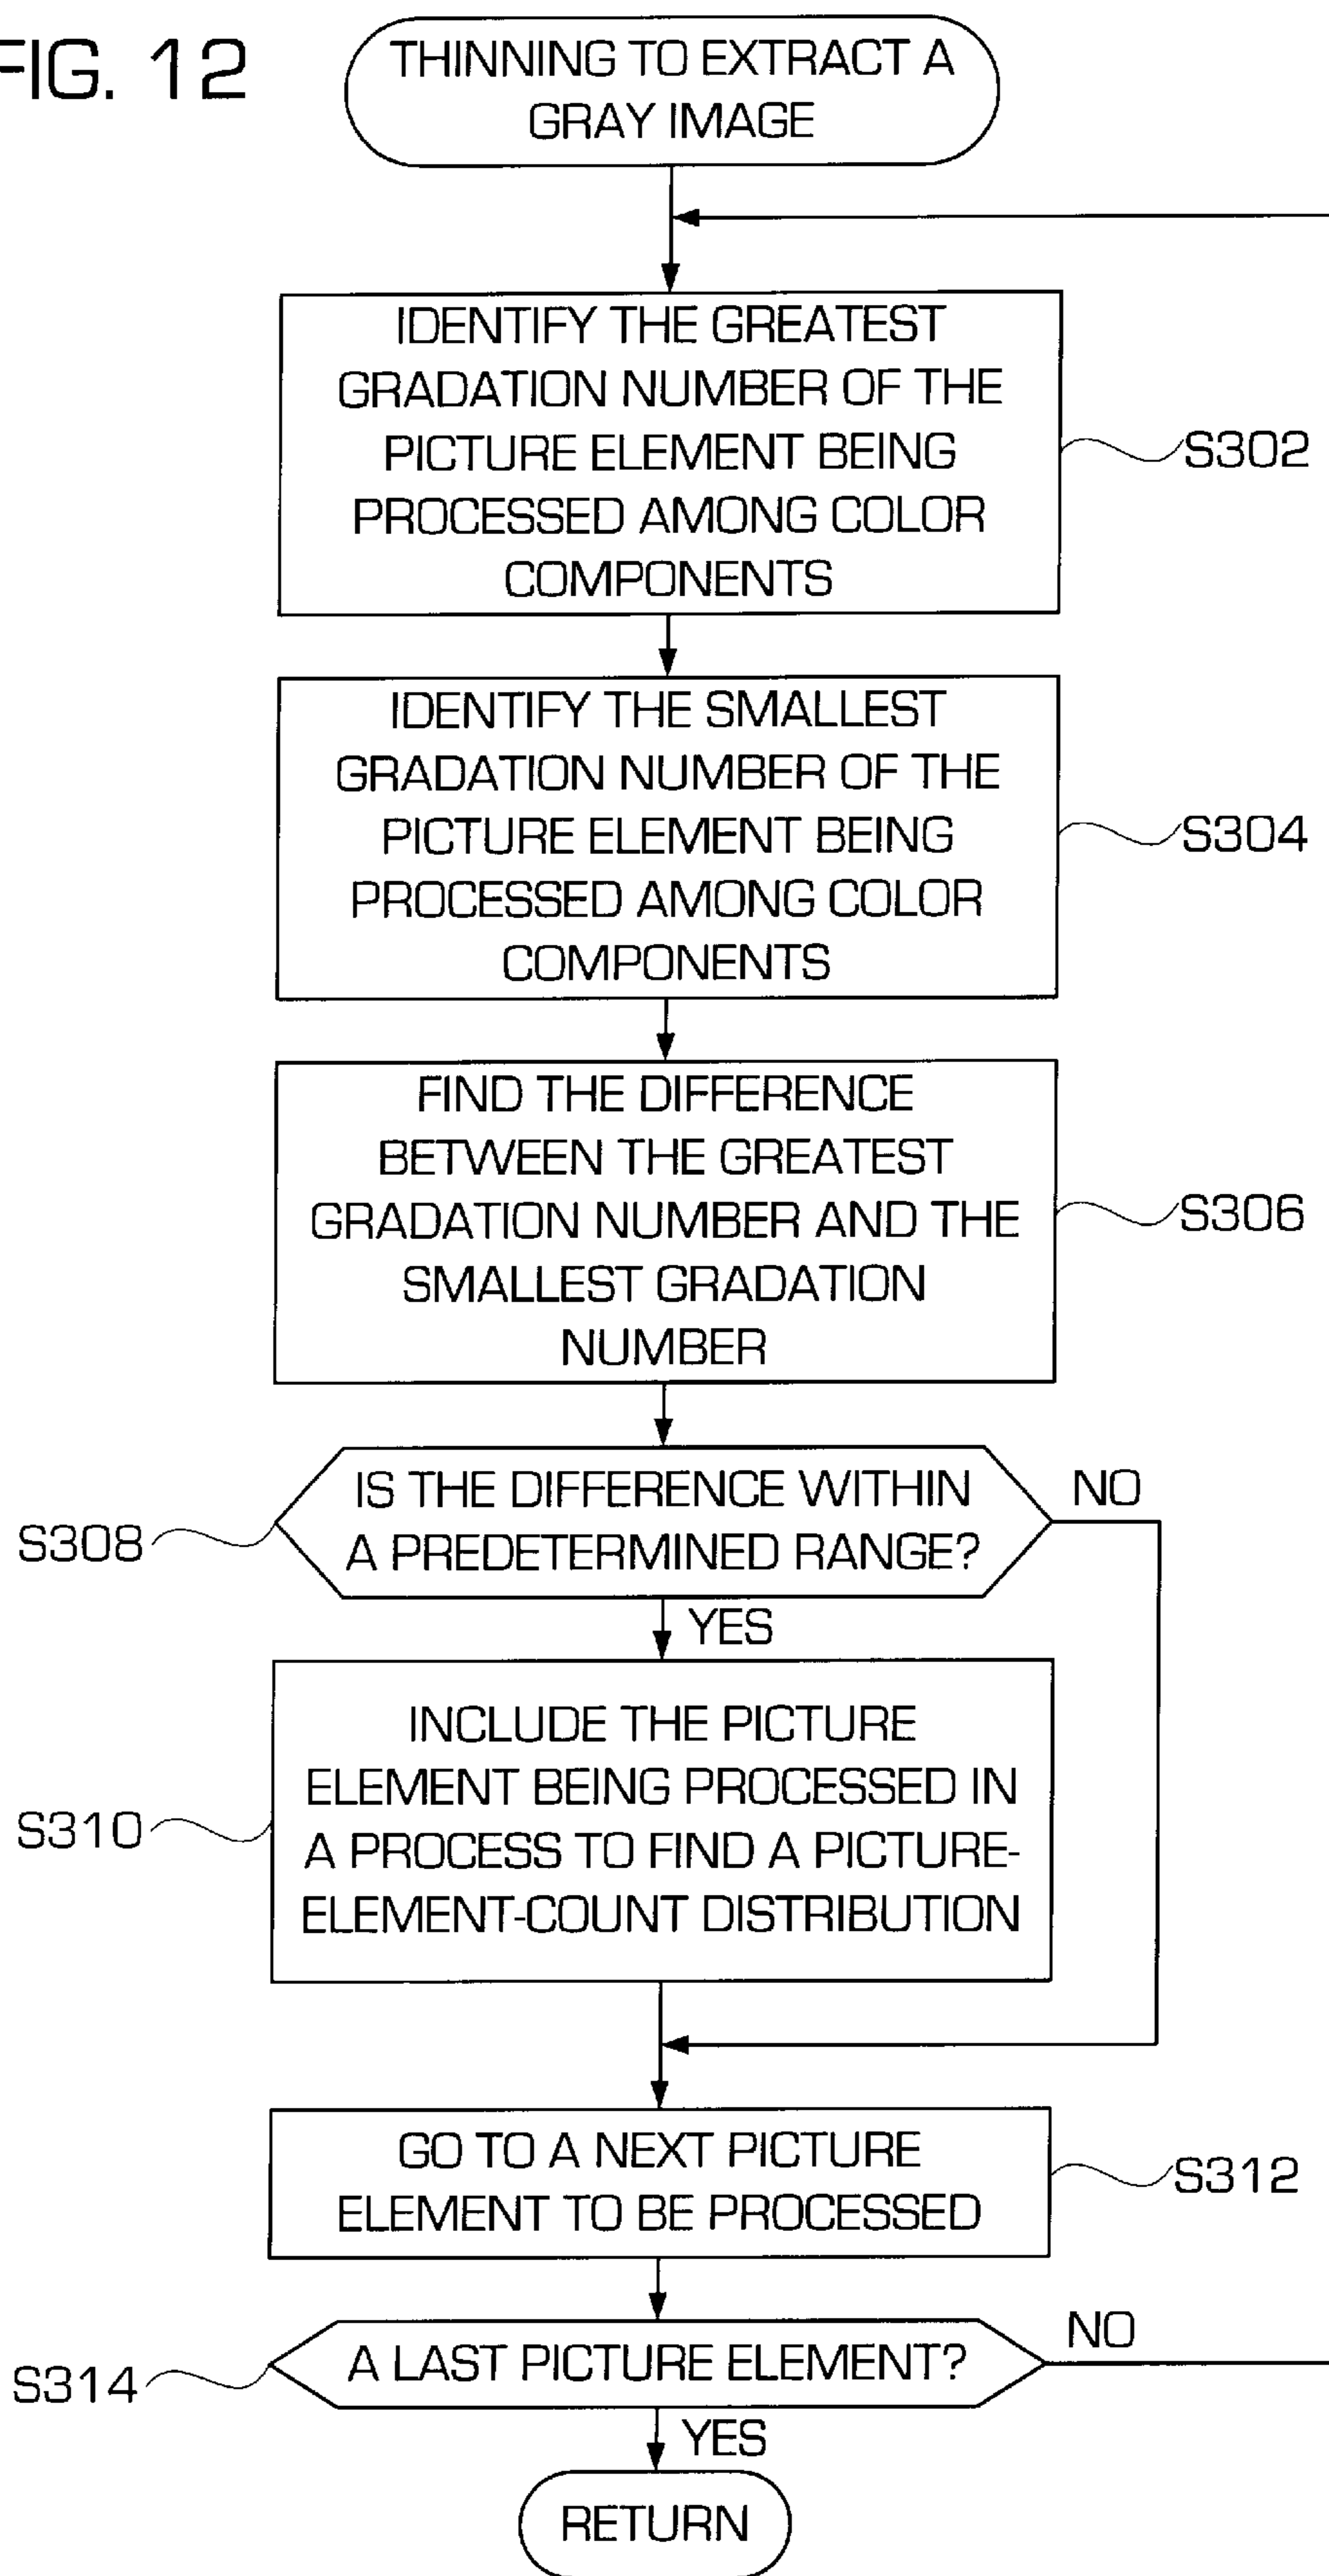 FIG. 12
THINNING TO EXTRACT A
GRAY IMAGE
IDENTIFY THE GREATEST
GRADATION NUMBER OF THE
PICTURE ELEMENT BEING
PROCESSED AMONG COLOR
COMPONENTS
S302
IDENTIFY THE SMALLEST
GRADATION NUMBER OF THE
PICTURE ELEMENT BEING
PROCESSED AMONG COLOR
COMPONENTS
S304
FIND THE DIFFERENCE
BETWEEN THE GREATEST
GRADATION NUMBER AND THE
SMALLEST GRADATION
NUMBER
S306
IS THE DIFFERENCE WITHIN
A PREDETERMINED RANGE?
NO
S308
YES
INCLUDE THE PICTURE
ELEMENT BEING PROCESSED IN
A PROCESS TO FIND A PICTURE-
ELEMENT-COUNT DISTRIBUTION
S310
GO TO A NEXT PICTURE
ELEMENT TO BE PROCESSED
S312
A LAST PICTURE ELEMENT?
NO
S314
YES
RETURN